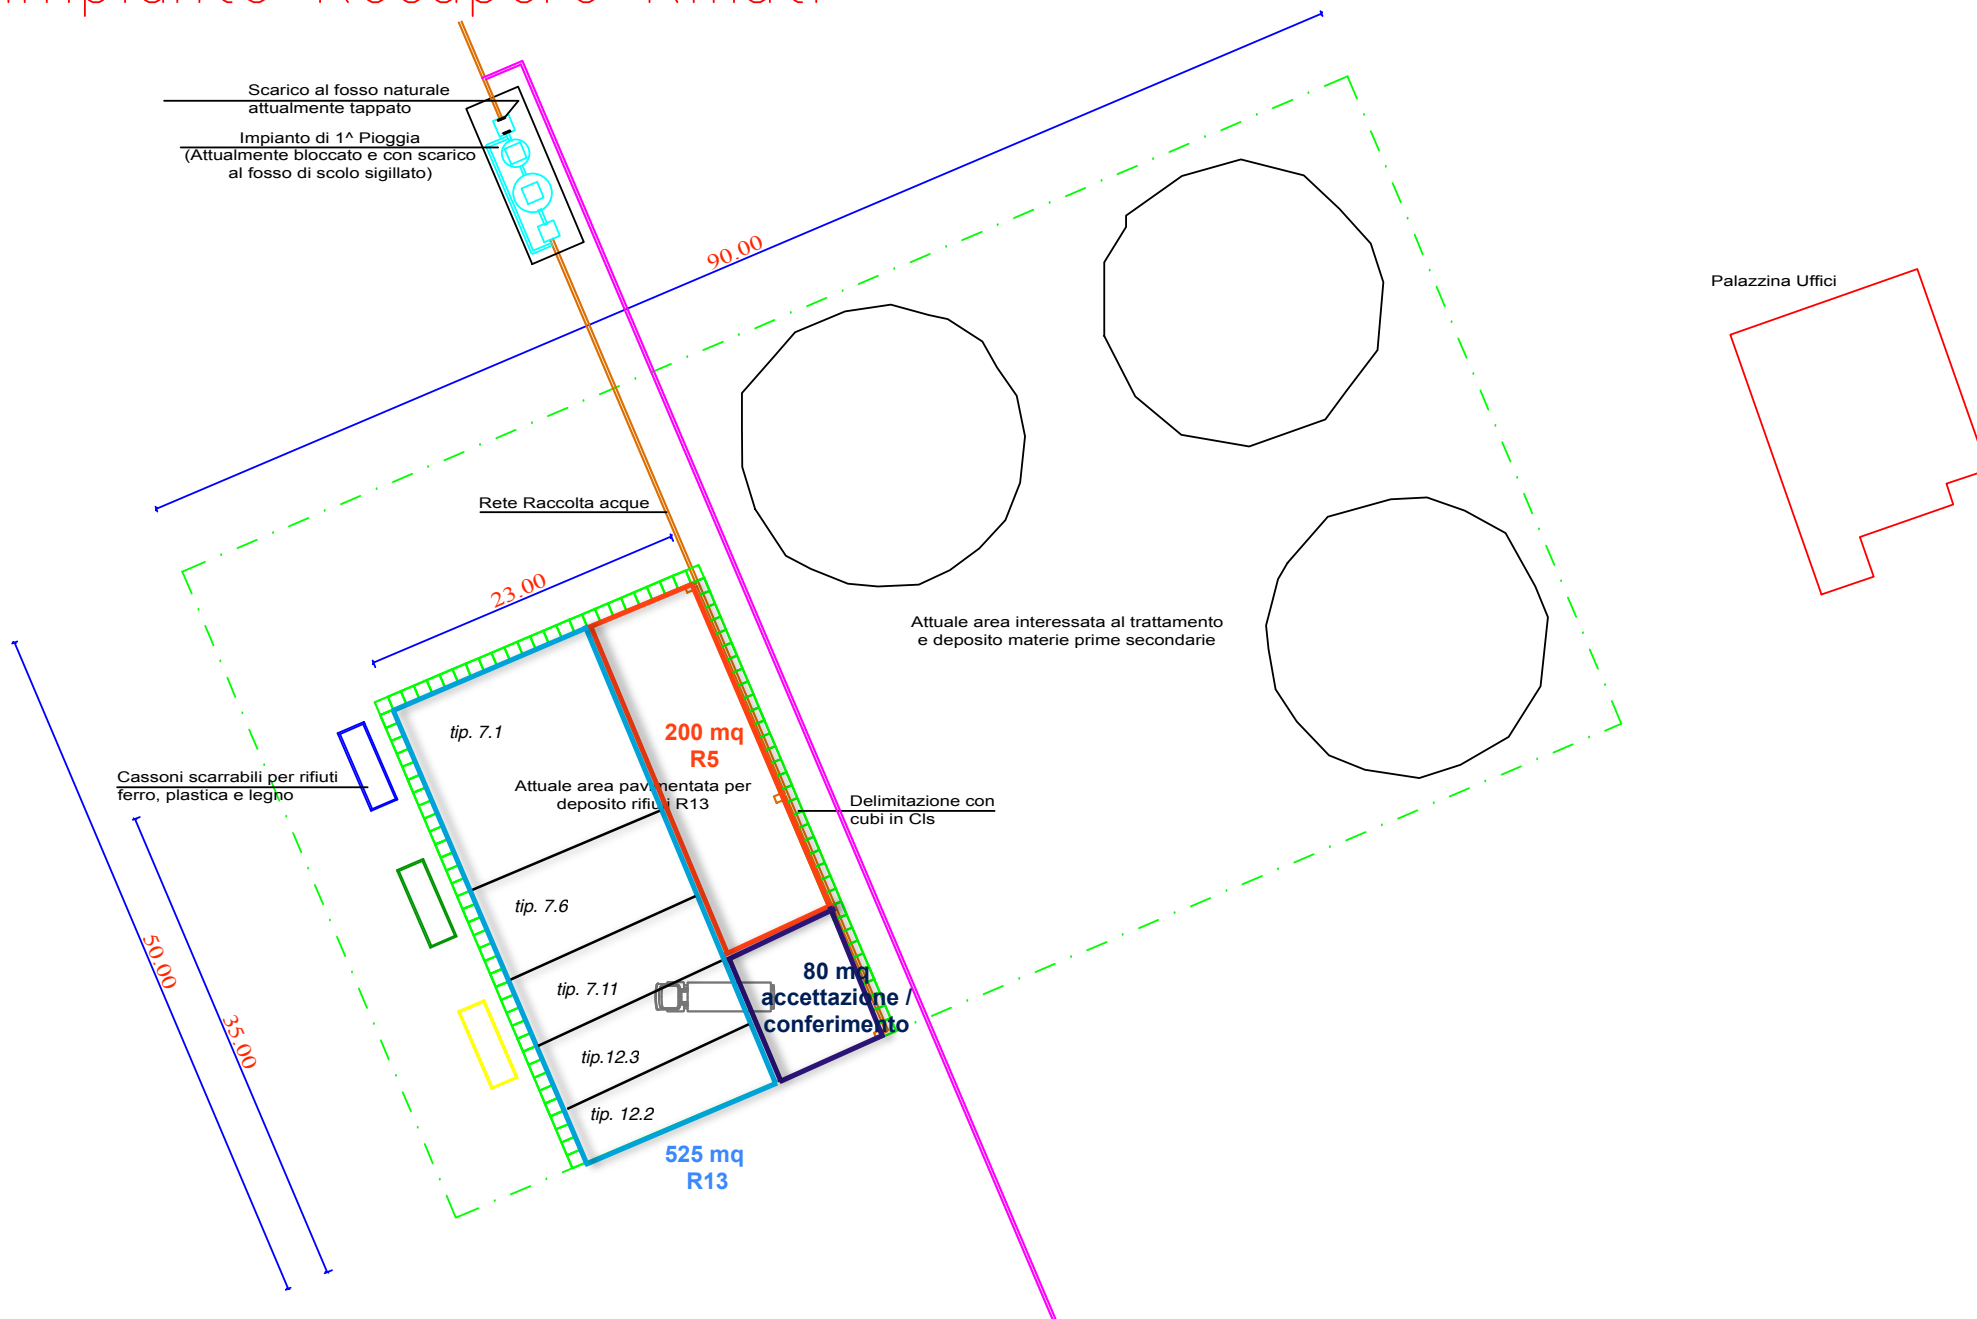 Impianto Recupero Rifiuti
Scarico al fosso naturale
attualmente tappato
Impianto di 1^ Pioggia
(Attualmente bloccato e con scarico
al fosso di scolo sigillato)
90.00
Palazzina Uffici
Rete Raccolta acque
23.00
Attuale area interessata al trattamento
e deposito materie prime secondarie
tip. 7.1
200 mq
R5
Cassoni scarrabili per rifiuti
ferro, plastica e legno
Attuale area pavimentata per
deposito rifiuti R13
Delimitazione con
cubi in Cls
tip. 7.6
50.00
35.00
tip. 7.11
80 mq
accettazione /
conferimento
tip.12.3
tip. 12.2
525 mq
R13